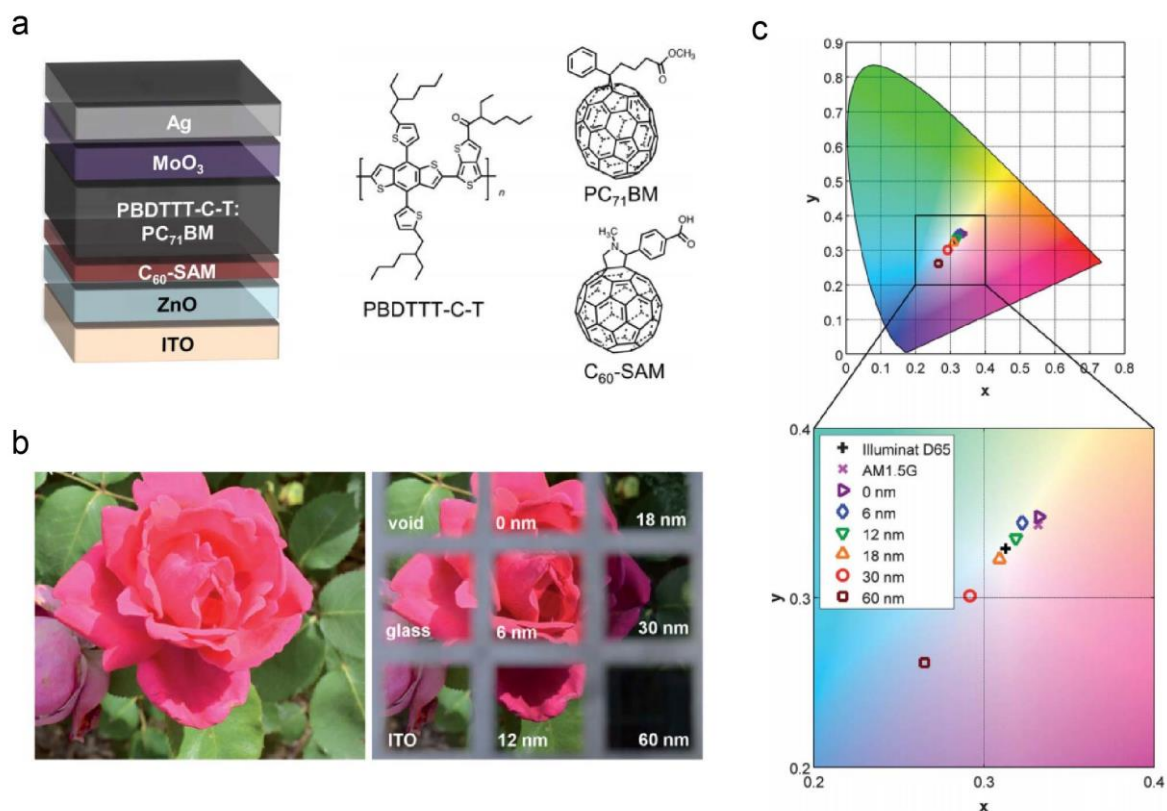 a
Ag
MoO₃
PBDTTT-C-T:
PC₇₁BM
C₆₀-SAM
ZnO
ITO
S
S
S
S
S
S
O
n
PBDTTT-C-T
OCH₃
O
PC₇₁BM
H₃C
N
OH
O
C₆₀-SAM
b
void
0 nm
18 nm
glass
6 nm
30 nm
ITO
12 nm
60 nm
c
y
0.9
0.8
0.7
0.6
0.5
0.4
0.3
0.2
0.1
0
0 0.1 0.2 0.3 0.4 0.5 0.6 0.7 0.8
x
0.4
Illuminat D65
AM1.5G
0 nm
6 nm
12 nm
18 nm
30 nm
60 nm
y
0.3
0.2
0.2 0.3 0.4
x